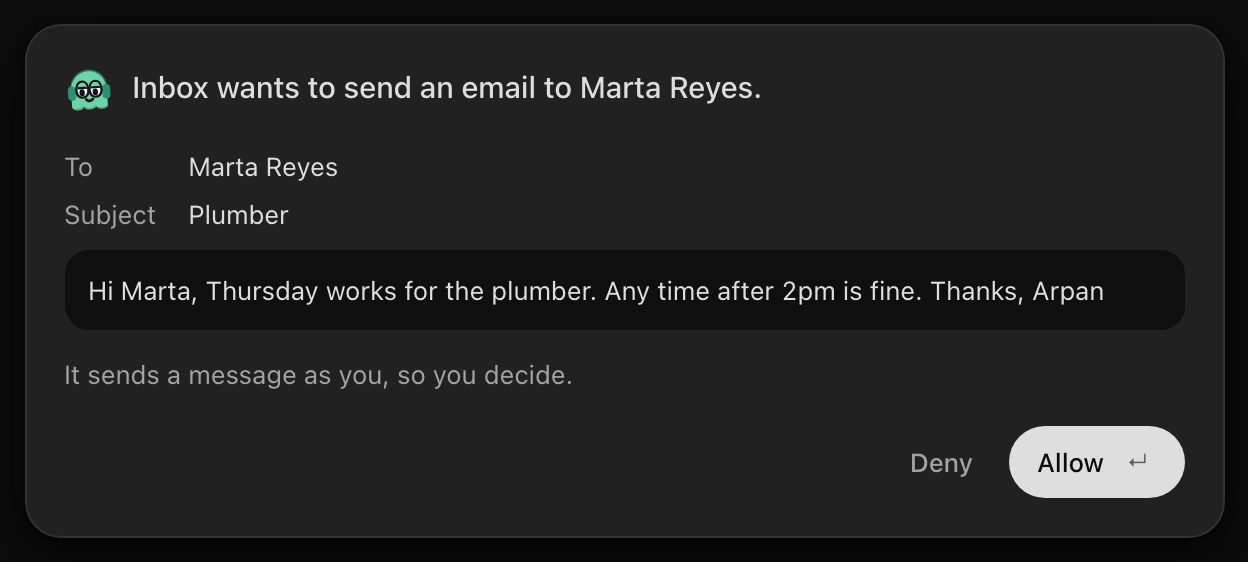 Inbox wants to send an email to Marta Reyes.
To Marta Reyes
Subject Plumber
Hi Marta, Thursday works for the plumber. Any time after 2pm is fine. Thanks, Arpan
It sends a message as you, so you decide.
Deny Allow ↵